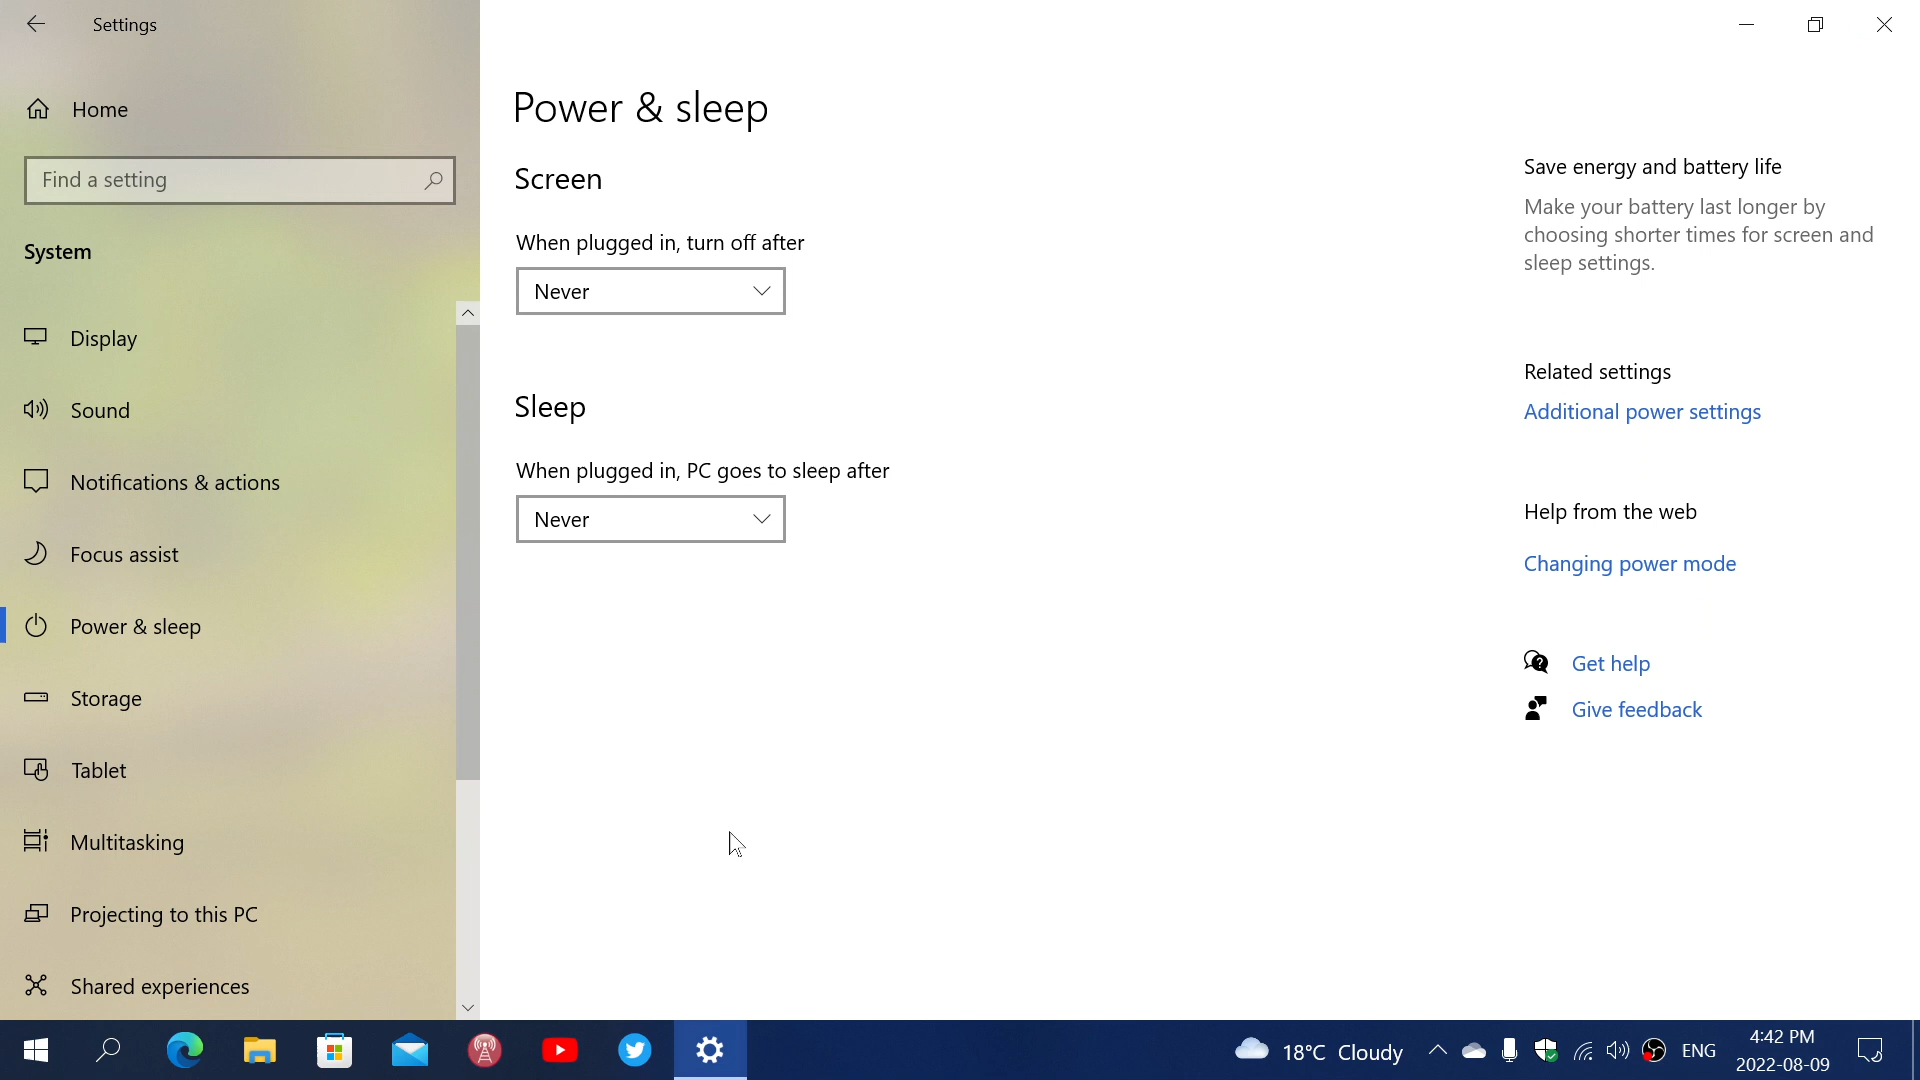 Settings
Home
Find a setting
System
Display
Sound
Notifications & actions
Focus assist
Power & sleep
Storage
Tablet
Multitasking
Projecting to this PC
Shared experiences
Power & sleep
Screen
When plugged in, turn off after
Never
Sleep
When plugged in, PC goes to sleep after
Never
Save energy and battery life
Make your battery last longer by
choosing shorter times for screen and
sleep settings.
Related settings
Additional power settings
Help from the web
Changing power mode
Get help
Give feedback
18°C Cloudy
ENG
4:42 PM
2022-08-09